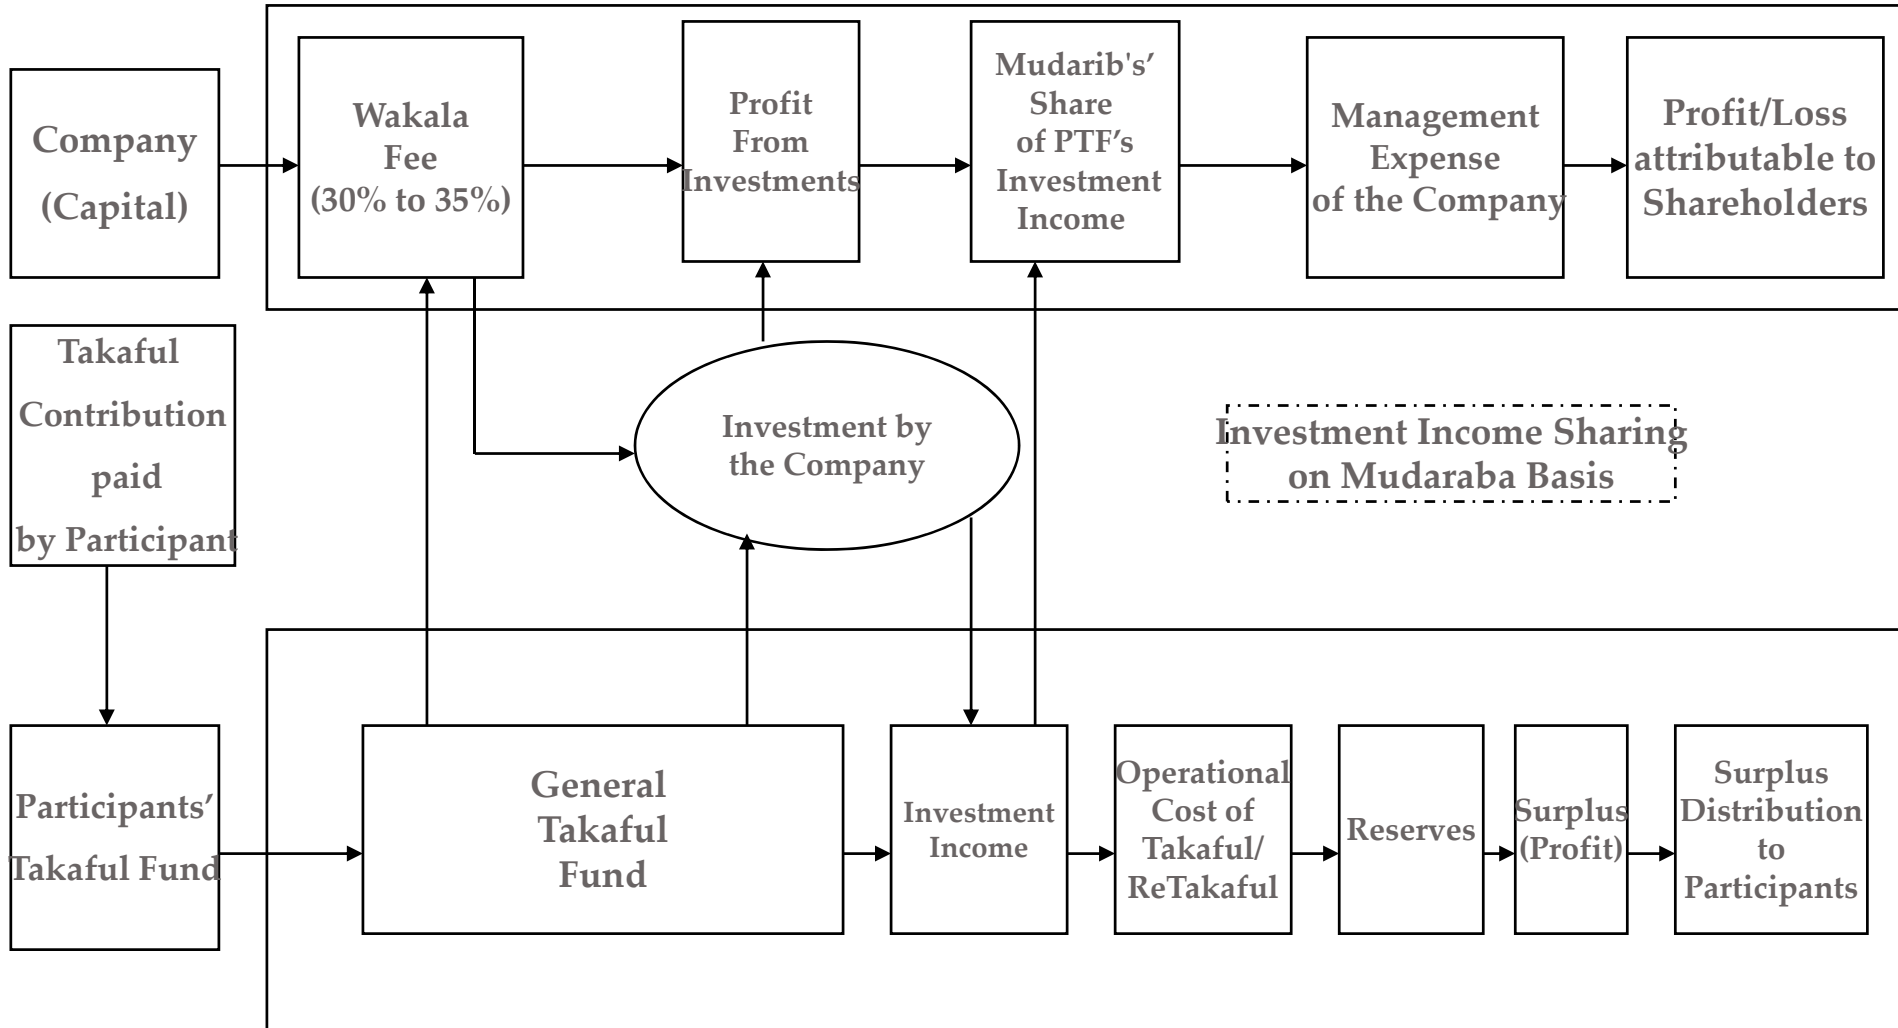 Company
(Capital)
Wakala
Fee
(30% to 35%)
Profit
From
Investments
Mudarib's’
Share
of PTF’s
Investment
Income
Management
Expense
of the Company
Profit/Loss
attributable to
Shareholders
Takaful
Contribution
paid
by Participant
Investment by
the Company
Investment Income Sharing
on Mudaraba Basis
Participants’
Takaful Fund
General
Takaful
Fund
Investment
Income
Operational
Cost of
Takaful/
ReTakaful
Reserves
Surplus
(Profit)
Surplus
Distribution
to
Participants